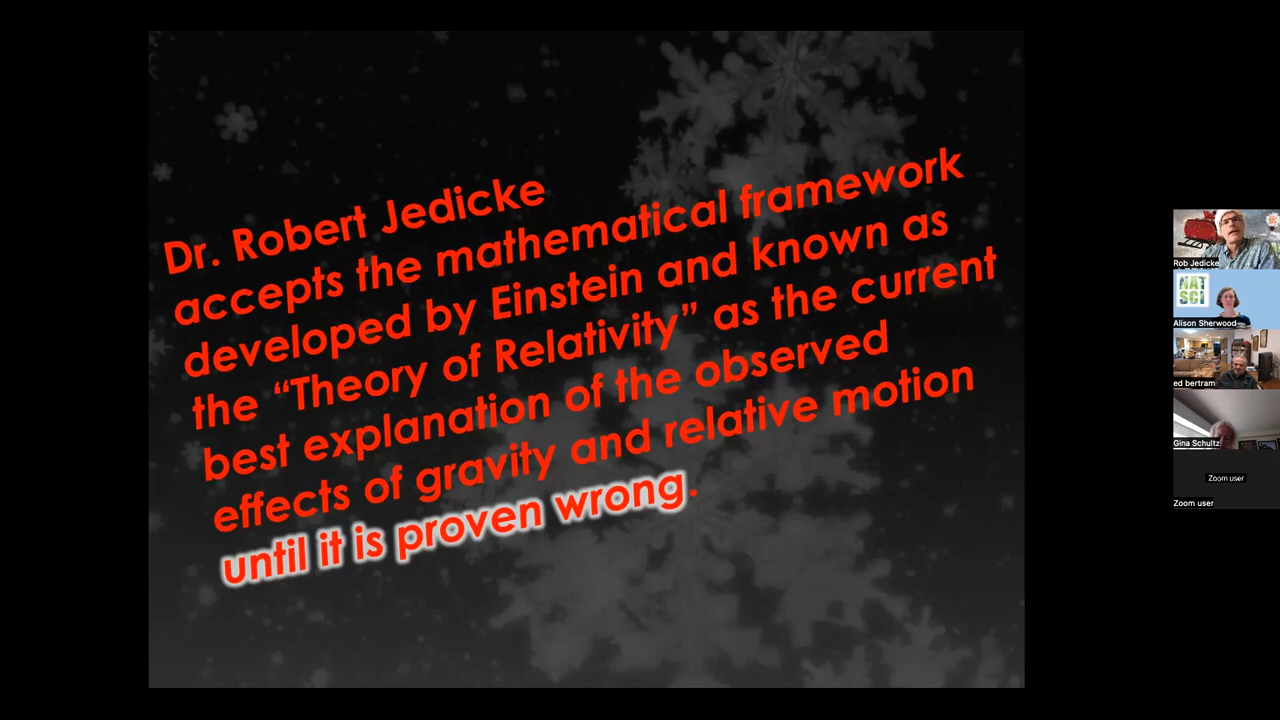 Dr. Robert Jedicke
accepts the mathematical framework
developed by Einstein and known as
the “Theory of Relativity” as the current
best explanation of the observed
effects of gravity and relative motion
until it is proven wrong.
Rob Jedicke
NAT
SCI
Alison Sherwood
ed bertram
Gina Schultz
Zoom user
Zoom user